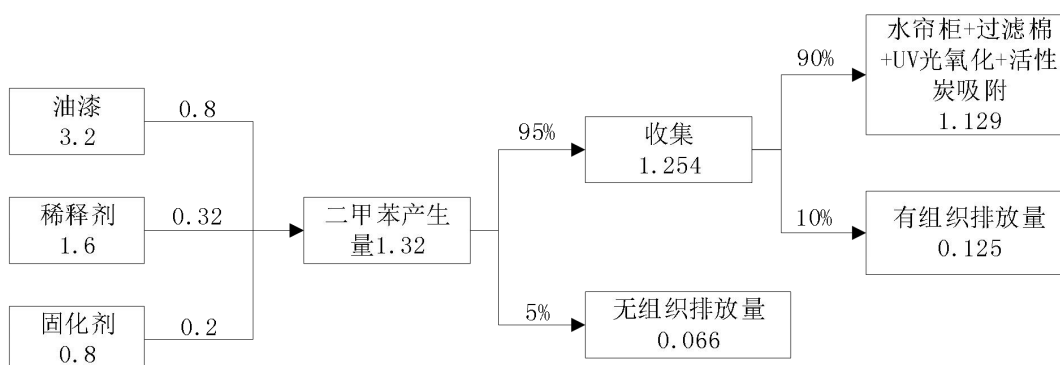 油漆
3.2
0.8
稀释剂
1.6
0.32
固化剂
0.8
0.2
二甲苯产生
量1.32
95%
收集
1.254
5%
无组织排放量
0.066
90%
水帘柜+过滤棉
+UV光氧化+活性
炭吸附
1.129
10%
有组织排放量
0.125